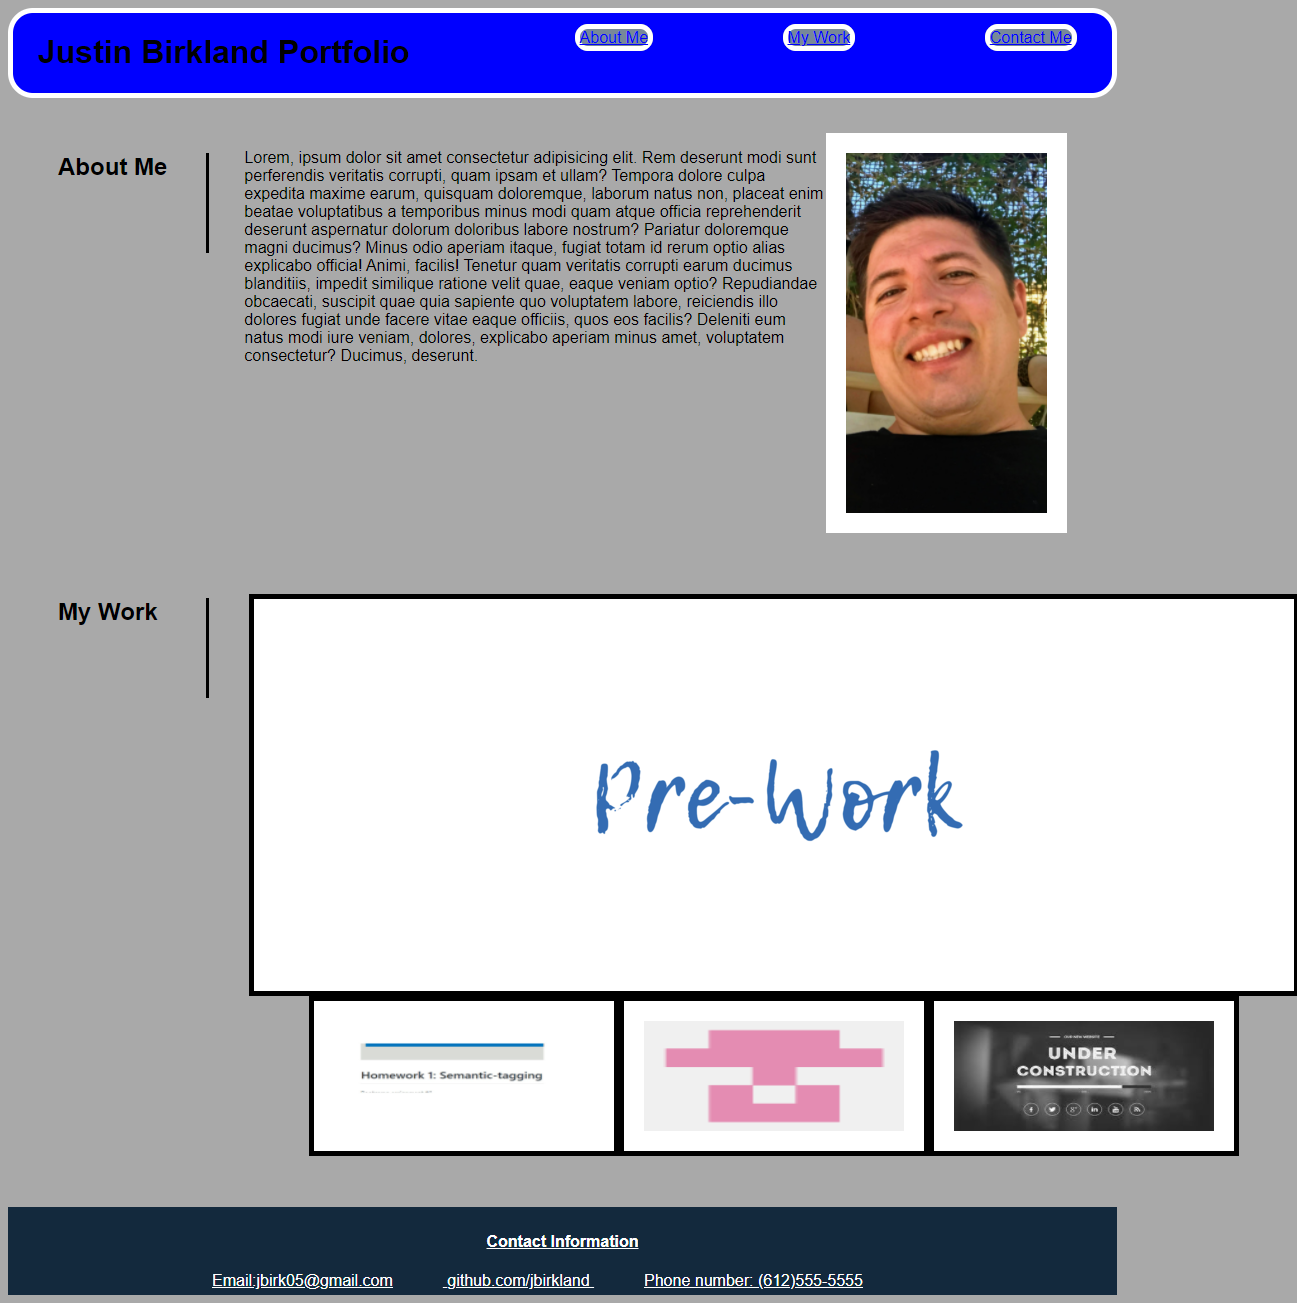 Justin Birkland Portfolio
About Me
My Work
Contact Me
About Me
Lorem, ipsum dolor sit amet consectetur adipisicing elit. Rem deserunt modi sunt
perferendis veritatis corrupti, quam ipsam et ullam? Tempora dolore culpa
expedita maxime earum, quisquam doloremque, laborum natus non, placeat enim
beatae voluptatibus a temporibus minus modi quam atque officia reprehenderit
deserunt aspernatur dolorum doloribus labore nostrum? Pariatur doloremque
magni ducimus? Minus odio aperiam itaque, fugiat totam id rerum optio alias
explicabo officia! Animi, facilis! Tenetur quam veritatis corrupti earum ducimus
blanditiis, impedit similique ratione velit quae, eaque veniam optio? Repudiandae
obcaecati, suscipit quae quia sapiente quo voluptatem labore, reiciendis illo
dolores fugiat unde facere vitae eaque officiis, quos eos facilis? Deleniti eum
natus modi iure veniam, dolores, explicabo aperiam minus amet, voluptatem
consectetur? Ducimus, deserunt.
My Work
Pre-Work
Homework 1: Semantic-tagging
OUR NEW WEBSITE
UNDER
CONSTRUCTION
Contact Information
Email:jbirk05@gmail.com
github.com/jbirkland
Phone number: (612)555-5555